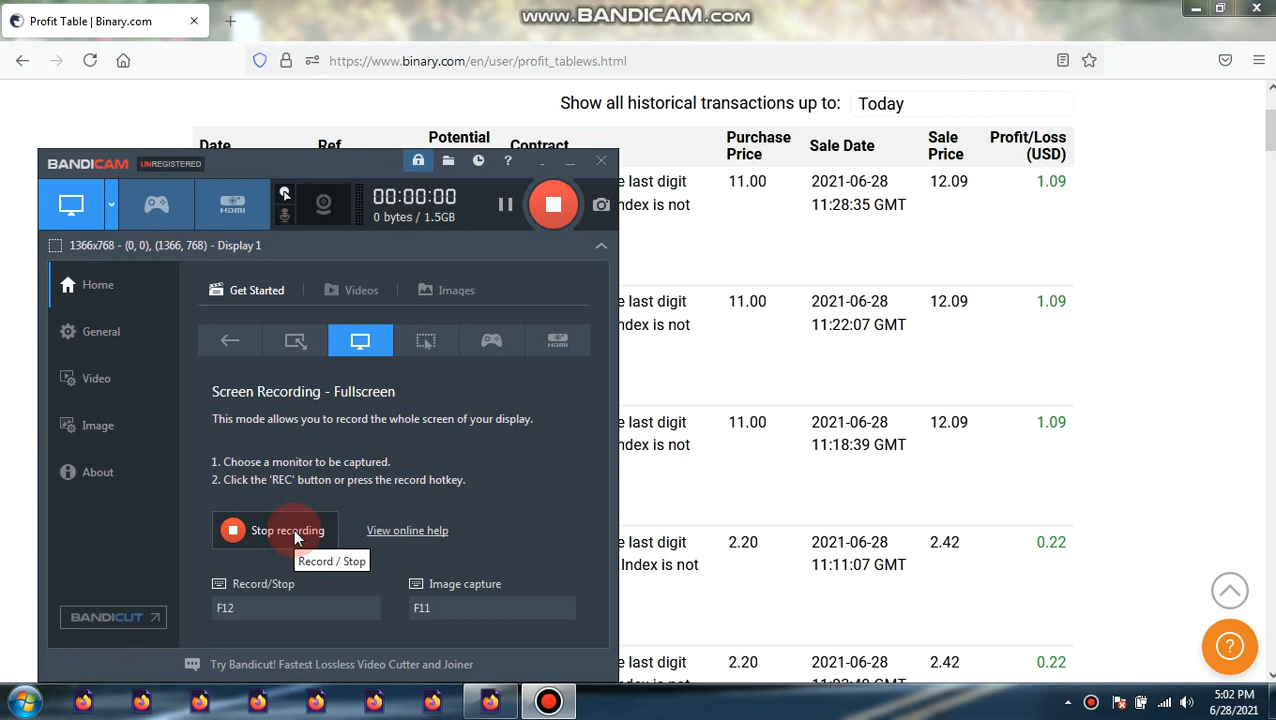 Profit Table | Binary.com
www.BANDICAM.com
https://www.binary.com/en/user/profit_tablews.html
Show all historical transactions up to: Today
Date Ref Potential Contract Purchase Price Sale Date Sale Price Profit/Loss (USD)
e last digit 11.00 2021-06-28 12.09 1.09
ndex is not 11:28:35 GMT
e last digit 11.00 2021-06-28 12.09 1.09
ndex is not 11:22:07 GMT
e last digit 11.00 2021-06-28 12.09 1.09
ndex is not 11:18:39 GMT
e last digit 2.20 2021-06-28 2.42 0.22
Index is not 11:11:07 GMT
e last digit 2.20 2021-06-28 2.42 0.22
BANDICAM UNREGISTERED
HDMI
00:00:00
0 bytes / 1.5GB
1366x768 - (0, 0), (1366, 768) - Display 1
Home
General
Video
Image
About
BANDICUT
Get Started
Videos
Images
HDMI
Screen Recording - Fullscreen
This mode allows you to record the whole screen of your display.
1. Choose a monitor to be captured.
2. Click the 'REC' button or press the record hotkey.
Stop recording
View online help
Record / Stop
Record/Stop
Image capture
F12
F11
Try Bandicut! Fastest Lossless Video Cutter and Joiner
5:02 PM
6/28/2021